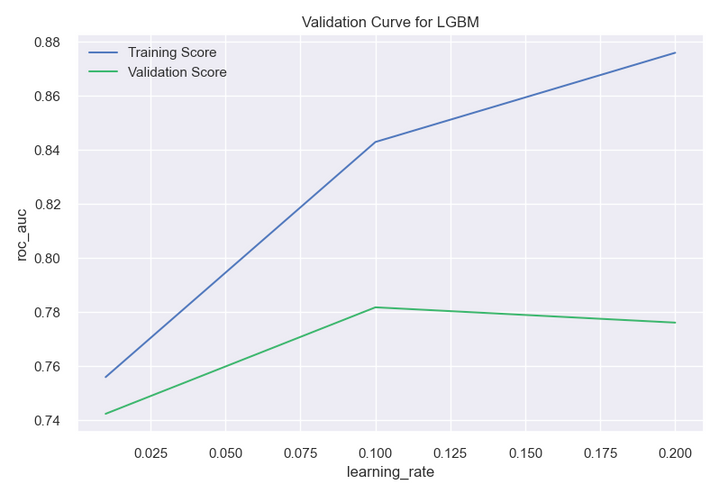 Validation Curve for LGBM
Training Score
Validation Score
0.88
0.86
0.84
0.82
0.80
0.78
0.76
0.74
roc_auc
0.025 0.050 0.075 0.100 0.125 0.150 0.175 0.200
learning_rate